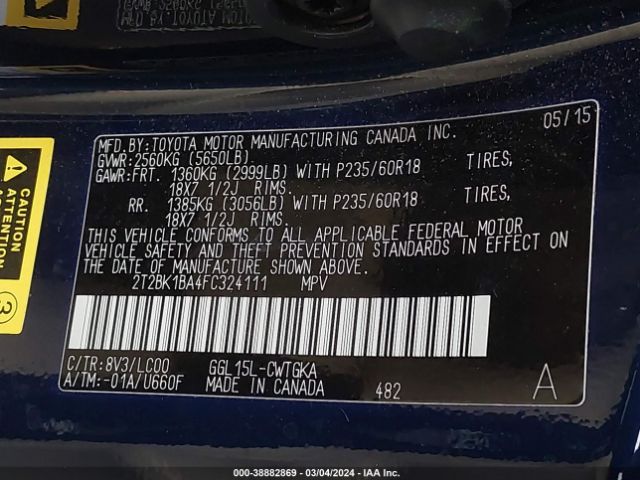 MFD.BY:TOYOTA MOTOR MANUFACTURING CANADA INC. 05/15
GVWR:2560KG (5650LB)
GAWR:FRT. 1360KG (2999LB) WITH P235/60R18 TIRES,
18X7 1/2J RIMS.
RR. 1385KG (3056LB) WITH P235/60R18 TIRES,
18X7 1/2J RIMS.
THIS VEHICLE CONFORMS TO ALL APPLICABLE FEDERAL MOTOR
VEHICLE SAFETY AND THEFT PREVENTION STANDARDS IN EFFECT ON
THE DATE OF MANUFACTURE SHOWN ABOVE.
2T2BK1BA4FC324111 MPV
C/TR:8V3/LC00 GGL15L-CWTGKA
A/TM:-01A/U660F MADE IN CANADA 482 A
CAUTION
ATTENTION
3
000-38882869 - 03/04/2024 - IAA Inc.